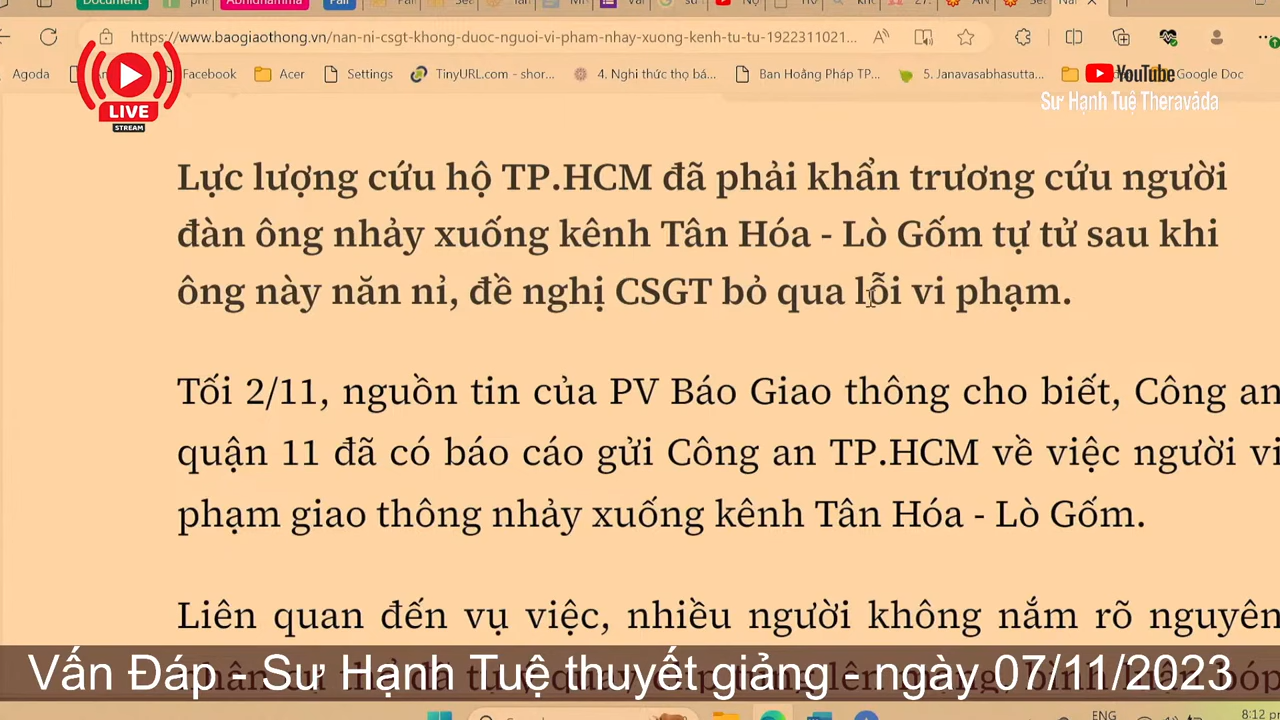 Document
Abhidhamma
Pali
https://www.baogiaothong.vn/nan-ni-csgt-khong-duoc-nguoi-vi-pham-nhay-xuong-kenh-tu-tu-1922311021...
Agoda
Facebook
Acer
Settings
TinyURL.com - shor...
4. Nghi thức thọ bá...
Ban Hoằng Pháp TP...
5. Janavasabhasutta...
Google Doc
LIVE
STREAM
YouTube
Sư Hạnh Tuệ Theravāda
Lực lượng cứu hộ TP.HCM đã phải khẩn trương cứu người
đàn ông nhảy xuống kênh Tân Hóa - Lò Gốm tự tử sau khi
ông này năn nỉ, đề nghị CSGT bỏ qua lỗi vi phạm.
Tối 2/11, nguồn tin của PV Báo Giao thông cho biết, Công an
quận 11 đã có báo cáo gửi Công an TP.HCM về việc người vi
phạm giao thông nhảy xuống kênh Tân Hóa - Lò Gốm.
Liên quan đến vụ việc, nhiều người không nắm rõ nguyên
Vấn Đáp - Sư Hạnh Tuệ thuyết giảng - ngày 07/11/2023
ENG
8:12 pm